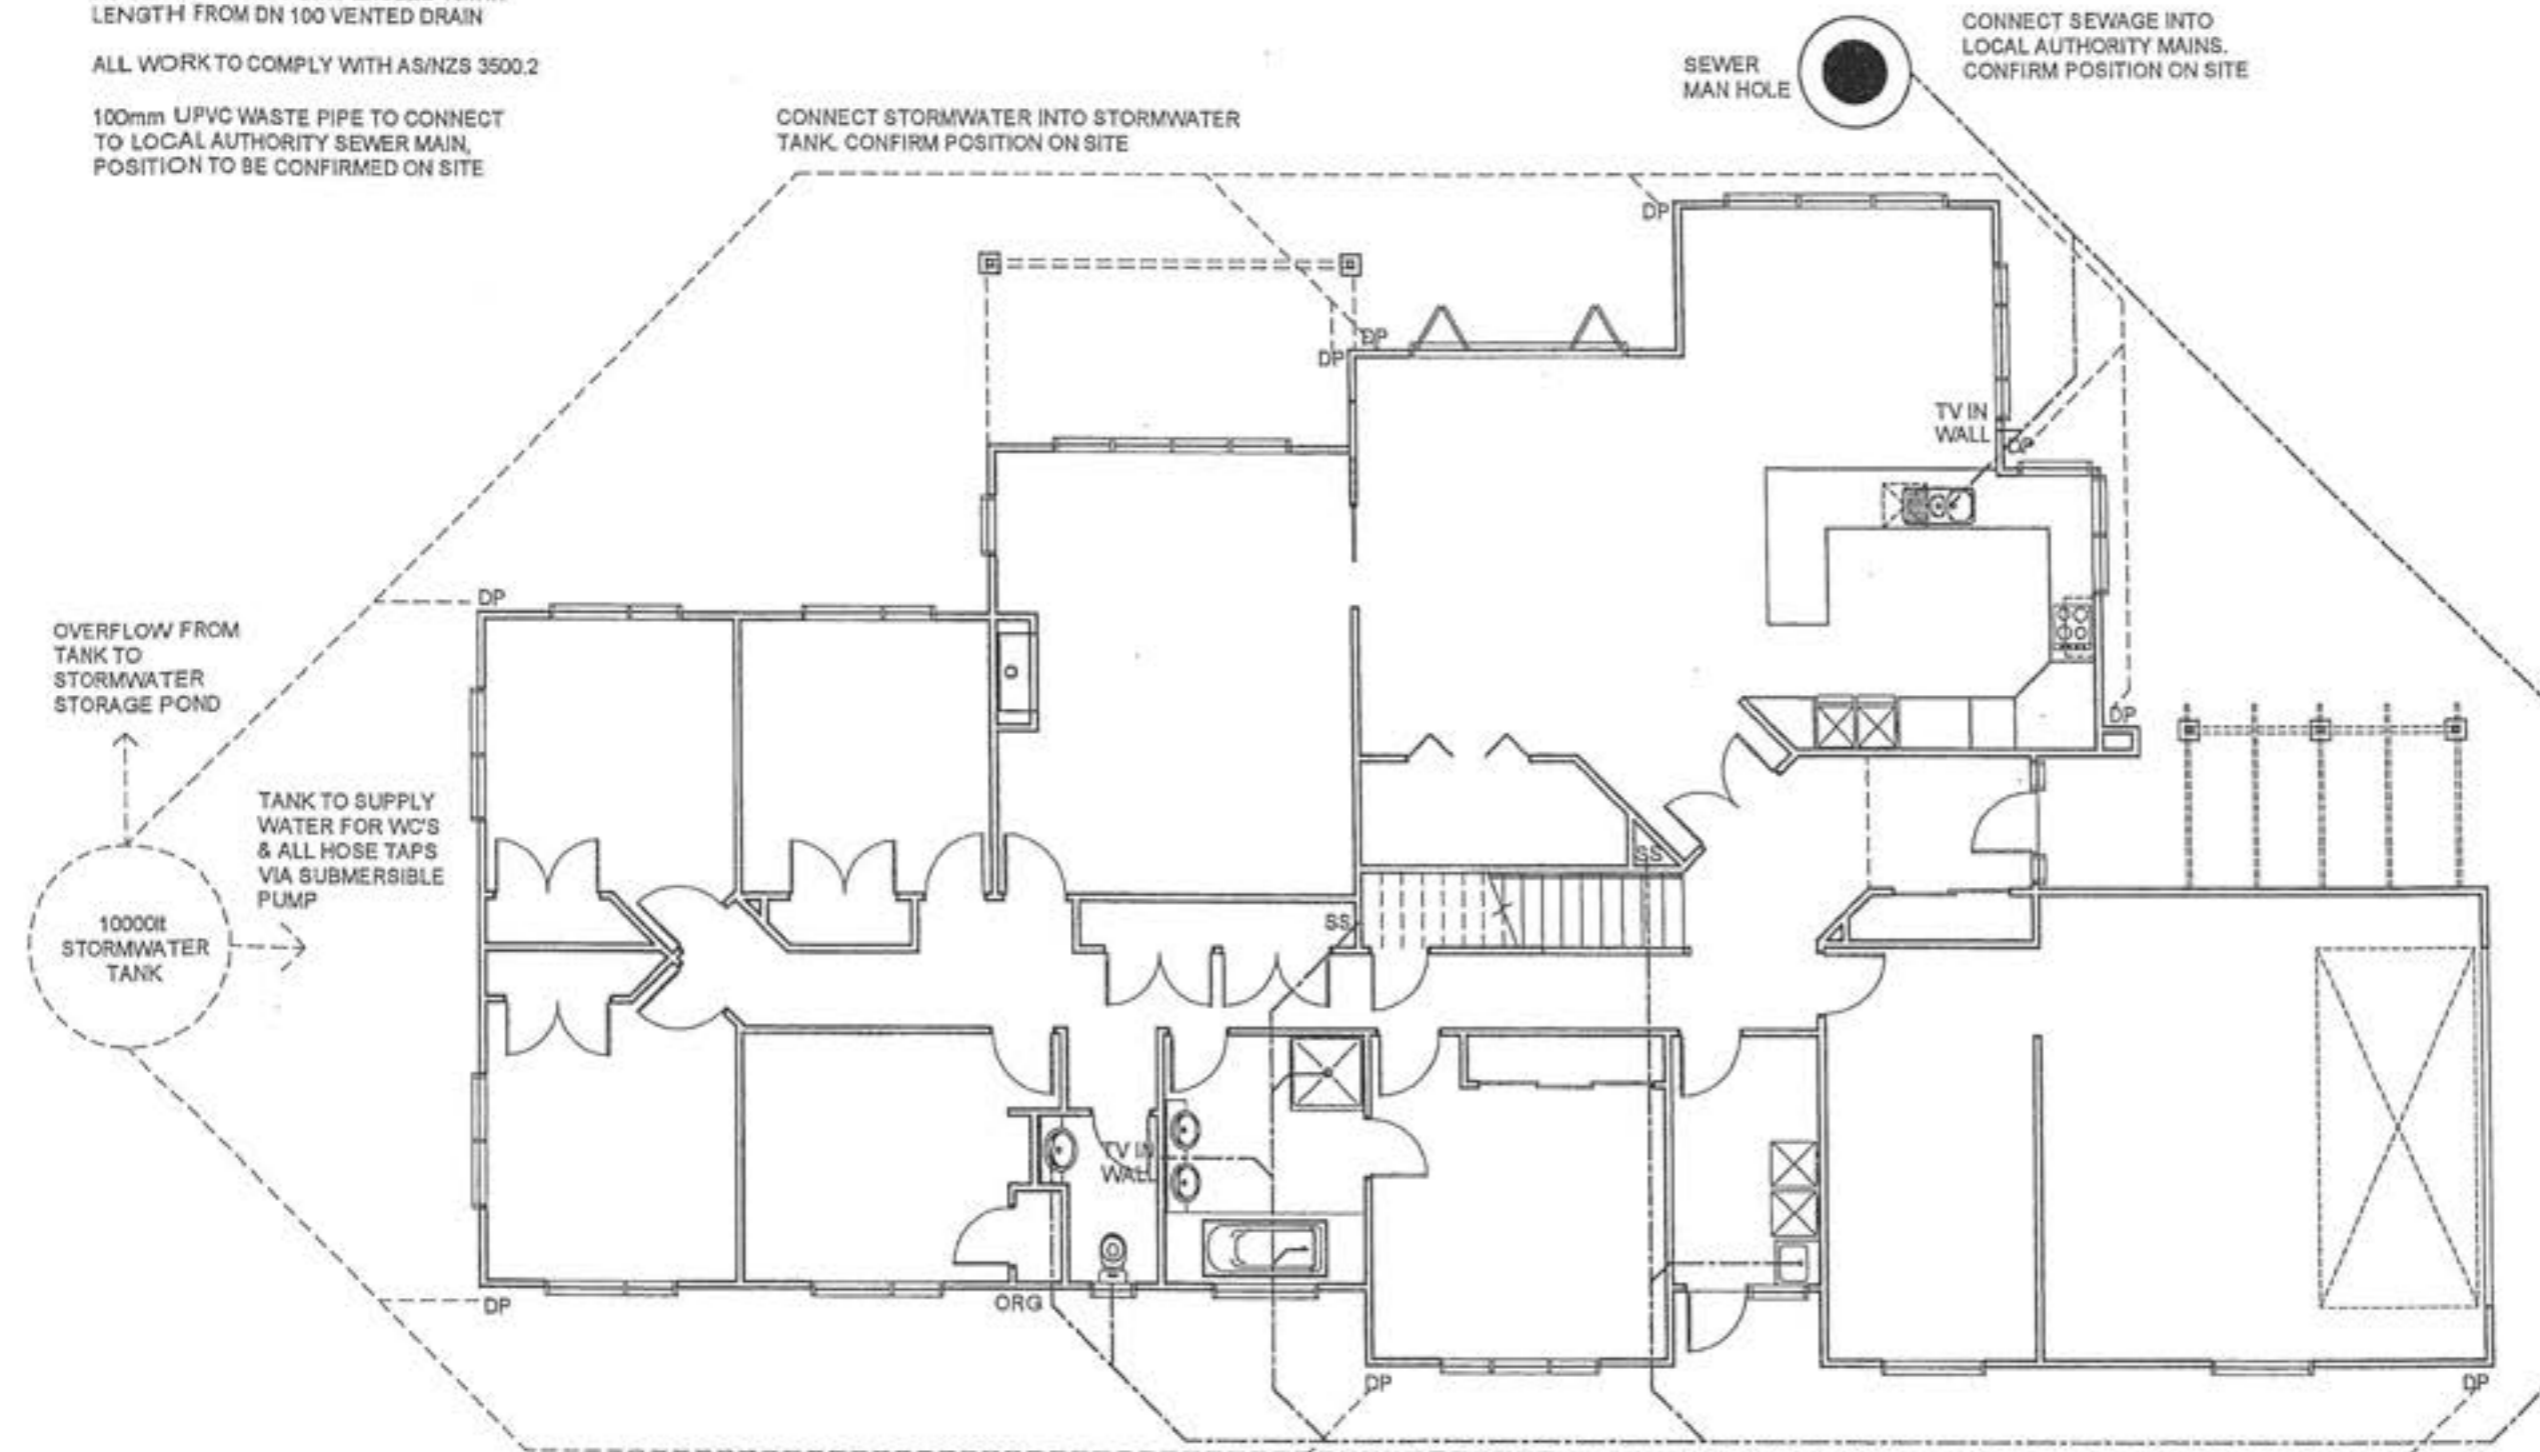 LENGTH FROM DN 100 VENTED DRAIN
ALL WORK TO COMPLY WITH AS/NZS 3500.2
100mm UPVC WASTE PIPE TO CONNECT
TO LOCAL AUTHORITY SEWER MAIN,
POSITION TO BE CONFIRMED ON SITE
CONNECT STORMWATER INTO STORMWATER
TANK. CONFIRM POSITION ON SITE
SEWER
MAN HOLE
CONNECT SEWAGE INTO
LOCAL AUTHORITY MAINS.
CONFIRM POSITION ON SITE
DP
DP
DP
TV IN
WALL
DP
DP
OVERFLOW FROM
TANK TO
STORMWATER
STORAGE POND
DP
TANK TO SUPPLY
WATER FOR WC'S
& ALL HOSE TAPS
VIA SUBMERSIBLE
PUMP
10000lt
STORMWATER
TANK
SS
SS
TV IN
WALL
DP
ORG
DP
DP